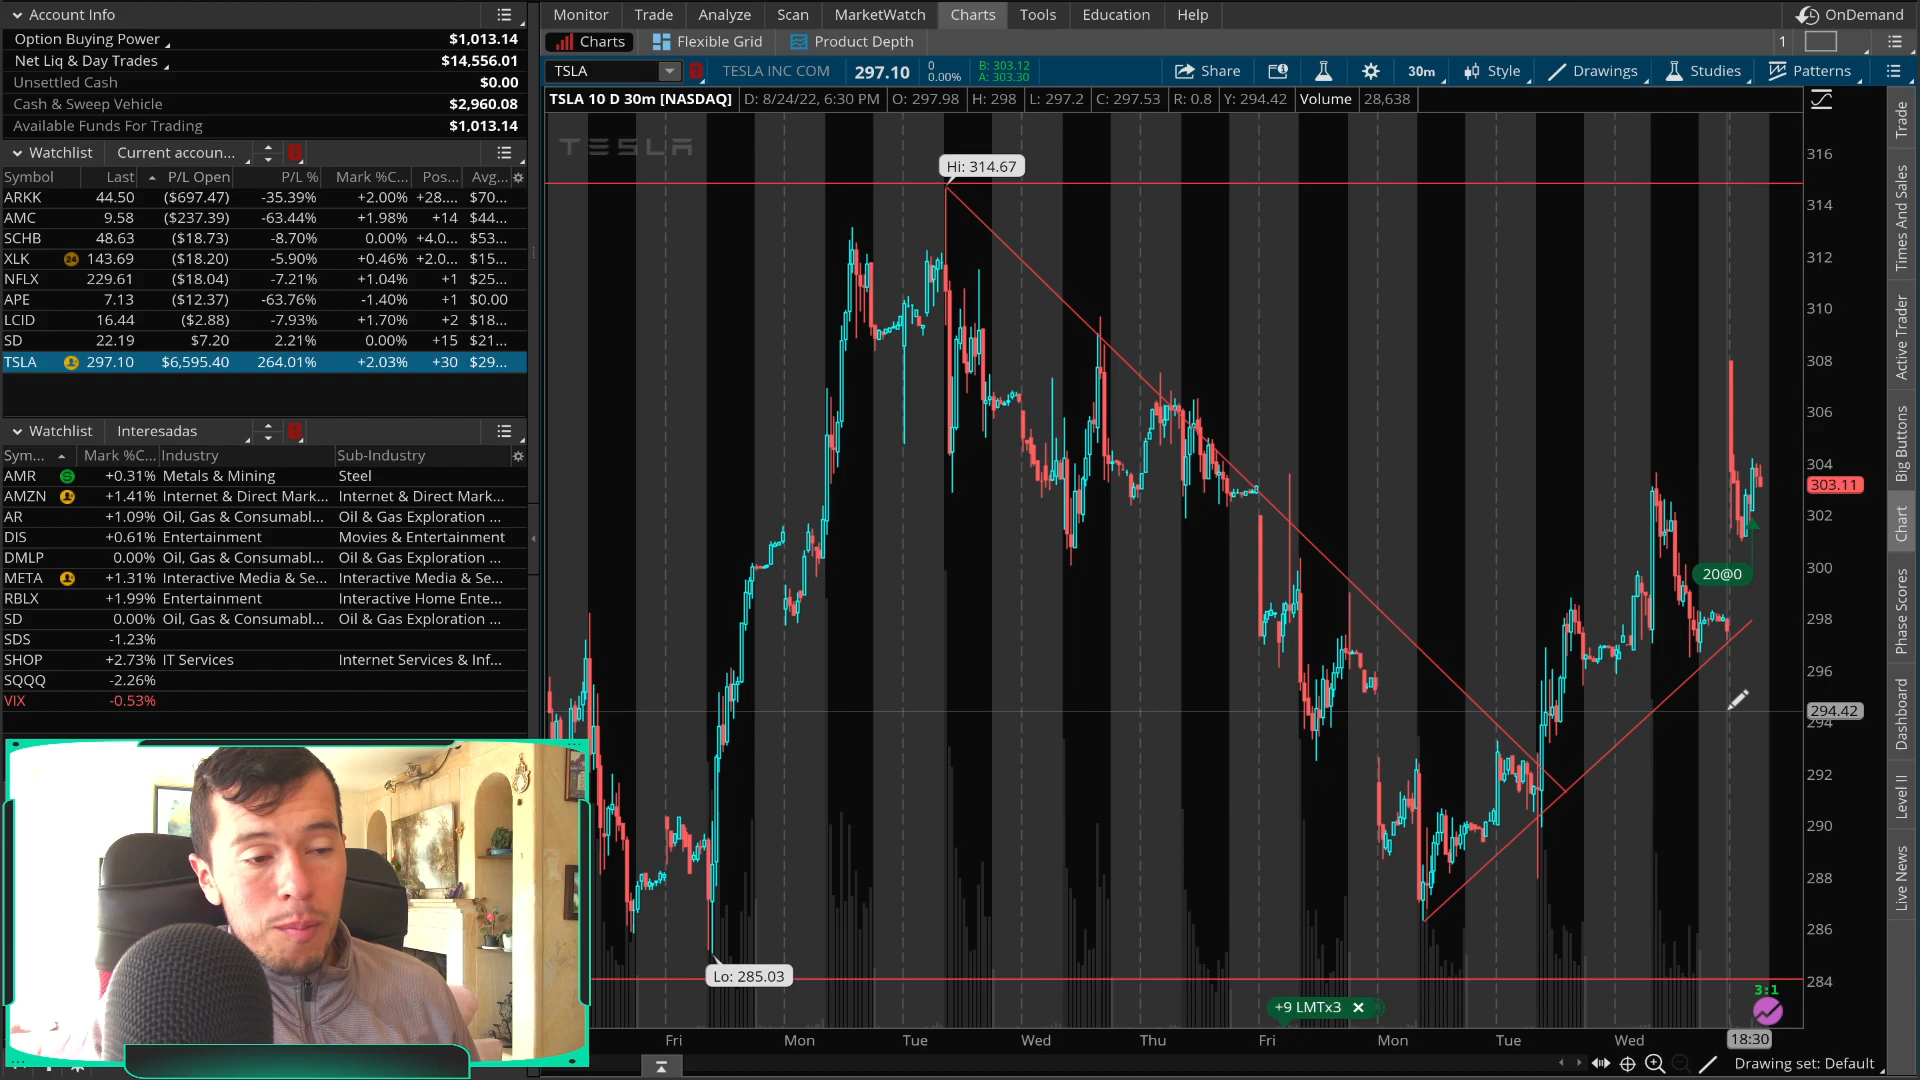 Account Info
Option Buying Power $1,013.14
Net Liq & Day Trades $14,556.01
Unsettled Cash $0.00
Cash & Sweep Vehicle $2,960.08
Available Funds For Trading $1,013.14
Watchlist Current accoun...
Symbol Last P/L Open P/L % Mark %C... Pos... Avg...
ARKK 44.50 ($697.47) -35.39% +2.00% +28.... $70...
AMC 9.58 ($237.39) -63.44% +1.98% +14 $44...
SCHB 48.63 ($18.73) -8.70% 0.00% +4.0... $53...
XLK 24 143.69 ($18.20) -5.90% +0.46% +2.0... $15...
NFLX 229.61 ($18.04) -7.21% +1.04% +1 $25...
APE 7.13 ($12.37) -63.76% -1.40% +1 $0.00
LCID 16.44 ($2.88) -7.93% +1.70% +2 $18...
SD 22.19 $7.20 2.21% 0.00% +15 $21...
TSLA 297.10 $6,595.40 264.01% +2.03% +30 $29...
Watchlist Interesadas
Sym... Mark %C... Industry Sub-Industry
AMR +0.31% Metals & Mining Steel
AMZN +1.41% Internet & Direct Mark... Internet & Direct Mark...
AR +1.09% Oil, Gas & Consumabl... Oil & Gas Exploration ...
DIS +0.61% Entertainment Movies & Entertainment
DMLP 0.00% Oil, Gas & Consumabl... Oil & Gas Exploration ...
META +1.31% Interactive Media & Se... Interactive Media & Se...
RBLX +1.99% Entertainment Interactive Home Ente...
SD 0.00% Oil, Gas & Consumabl... Oil & Gas Exploration ...
SDS -1.23%
SHOP +2.73% IT Services Internet Services & Inf...
SQQQ -2.26%
VIX -0.53%
Monitor Trade Analyze Scan MarketWatch Charts Tools Education Help OnDemand
Charts Flexible Grid Product Depth 1
TSLA TESLA INC COM 297.10 0 0.00% B: 303.12 A: 303.30 Share 30m Style Drawings Studies Patterns
TSLA 10 D 30m [NASDAQ] D: 8/24/22, 6:30 PM O: 297.98 H: 298 L: 297.2 C: 297.53 R: 0.8 Y: 294.42 Volume 28,638
TESLA
Hi: 314.67
Lo: 285.03
20@0
+9 LMTx3
3:1
316
314
312
310
308
306
304
303.11
302
300
298
296
294.42
294
292
290
288
286
284
Fri Mon Tue Wed Thu Fri Mon Tue Wed 18:30
Drawing set: Default
Trade
Times And Sales
Active Trader
Big Buttons
Chart
Phase Scores
Dashboard
Level II
Live News